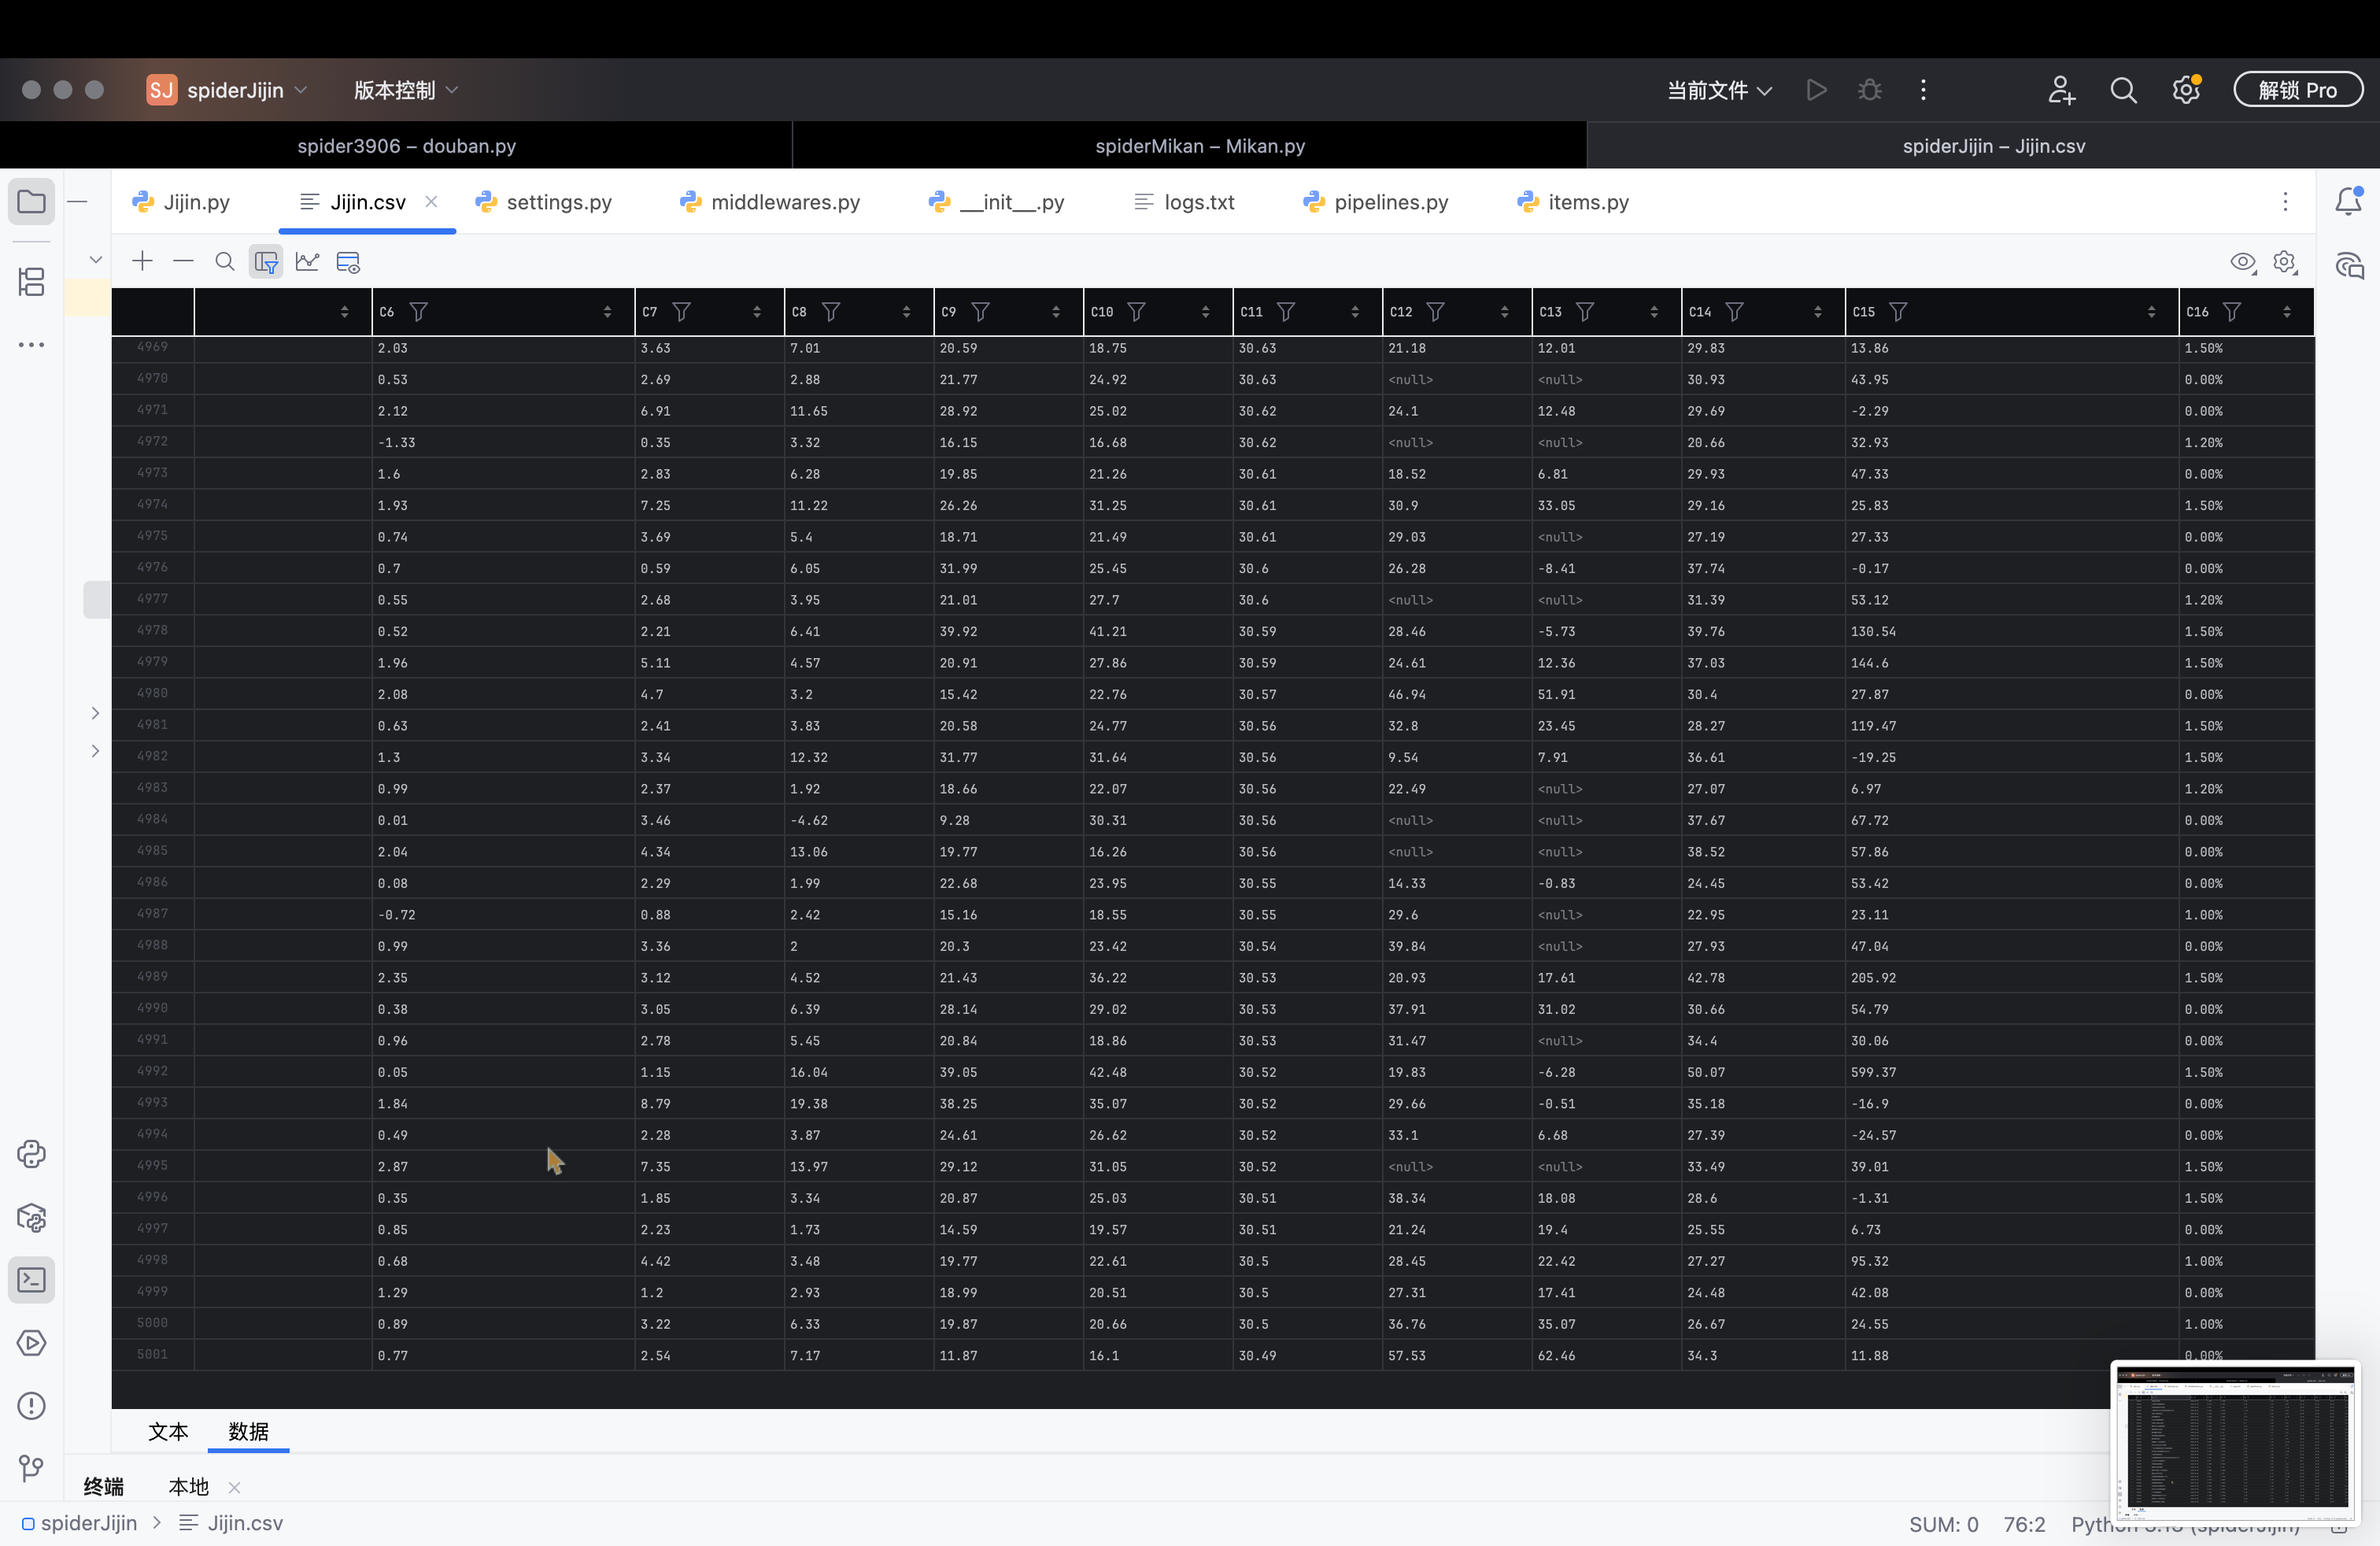 SJ spiderJijin 版本控制 当前文件 解锁 Pro
spider3906 – douban.py spiderMikan – Mikan.py spiderJijin – Jijin.csv
Jijin.py Jijin.csv settings.py middlewares.py __init__.py logs.txt pipelines.py items.py
C6 C7 C8 C9 C10 C11 C12 C13 C14 C15 C16
4969 2.03 3.63 7.01 20.59 18.75 30.63 21.18 12.01 29.83 13.86 1.50%
4970 0.53 2.69 2.88 21.77 24.92 30.63 <null> <null> 30.93 43.95 0.00%
4971 2.12 6.91 11.65 28.92 25.02 30.62 24.1 12.48 29.69 -2.29 0.00%
4972 -1.33 0.35 3.32 16.15 16.68 30.62 <null> <null> 20.66 32.93 1.20%
4973 1.6 2.83 6.28 19.85 21.26 30.61 18.52 6.81 29.93 47.33 0.00%
4974 1.93 7.25 11.22 26.26 31.25 30.61 30.9 33.05 29.16 25.83 1.50%
4975 0.74 3.69 5.4 18.71 21.49 30.61 29.03 <null> 27.19 27.33 0.00%
4976 0.7 0.59 6.05 31.99 25.45 30.6 26.28 -8.41 37.74 -0.17 0.00%
4977 0.55 2.68 3.95 21.01 27.7 30.6 <null> <null> 31.39 53.12 1.20%
4978 0.52 2.21 6.41 39.92 41.21 30.59 28.46 -5.73 39.76 130.54 1.50%
4979 1.96 5.11 4.57 20.91 27.86 30.59 24.61 12.36 37.03 144.6 1.50%
4980 2.08 4.7 3.2 15.42 22.76 30.57 46.94 51.91 30.4 27.87 0.00%
4981 0.63 2.41 3.83 20.58 24.77 30.56 32.8 23.45 28.27 119.47 1.50%
4982 1.3 3.34 12.32 31.77 31.64 30.56 9.54 7.91 36.61 -19.25 1.50%
4983 0.99 2.37 1.92 18.66 22.07 30.56 22.49 <null> 27.07 6.97 1.20%
4984 0.01 3.46 -4.62 9.28 30.31 30.56 <null> <null> 37.67 67.72 0.00%
4985 2.04 4.34 13.06 19.77 16.26 30.56 <null> <null> 38.52 57.86 0.00%
4986 0.08 2.29 1.99 22.68 23.95 30.55 14.33 -0.83 24.45 53.42 0.00%
4987 -0.72 0.88 2.42 15.16 18.55 30.55 29.6 <null> 22.95 23.11 1.00%
4988 0.99 3.36 2 20.3 23.42 30.54 39.84 <null> 27.93 47.04 0.00%
4989 2.35 3.12 4.52 21.43 36.22 30.53 20.93 17.61 42.78 205.92 1.50%
4990 0.38 3.05 6.39 28.14 29.02 30.53 37.91 31.02 30.66 54.79 0.00%
4991 0.96 2.78 5.45 20.84 18.86 30.53 31.47 <null> 34.4 30.06 0.00%
4992 0.05 1.15 16.04 39.05 42.48 30.52 19.83 -6.28 50.07 599.37 1.50%
4993 1.84 8.79 19.38 38.25 35.07 30.52 29.66 -0.51 35.18 -16.9 0.00%
4994 0.49 2.28 3.87 24.61 26.62 30.52 33.1 6.68 27.39 -24.57 0.00%
4995 2.87 7.35 13.97 29.12 31.05 30.52 <null> <null> 33.49 39.01 1.50%
4996 0.35 1.85 3.34 20.87 25.03 30.51 38.34 18.08 28.6 -1.31 1.50%
4997 0.85 2.23 1.73 14.59 19.57 30.51 21.24 19.4 25.55 6.73 0.00%
4998 0.68 4.42 3.48 19.77 22.61 30.5 28.45 22.42 27.27 95.32 1.00%
4999 1.29 1.2 2.93 18.99 20.51 30.5 27.31 17.41 24.48 42.08 0.00%
5000 0.89 3.22 6.33 19.87 20.66 30.5 36.76 35.07 26.67 24.55 1.00%
5001 0.77 2.54 7.17 11.87 16.1 30.49 57.53 62.46 34.3 11.88 0.00%
文本 数据
终端 本地
spiderJijin Jijin.csv SUM: 0 76:2 Python 3.13 (spiderJijin)